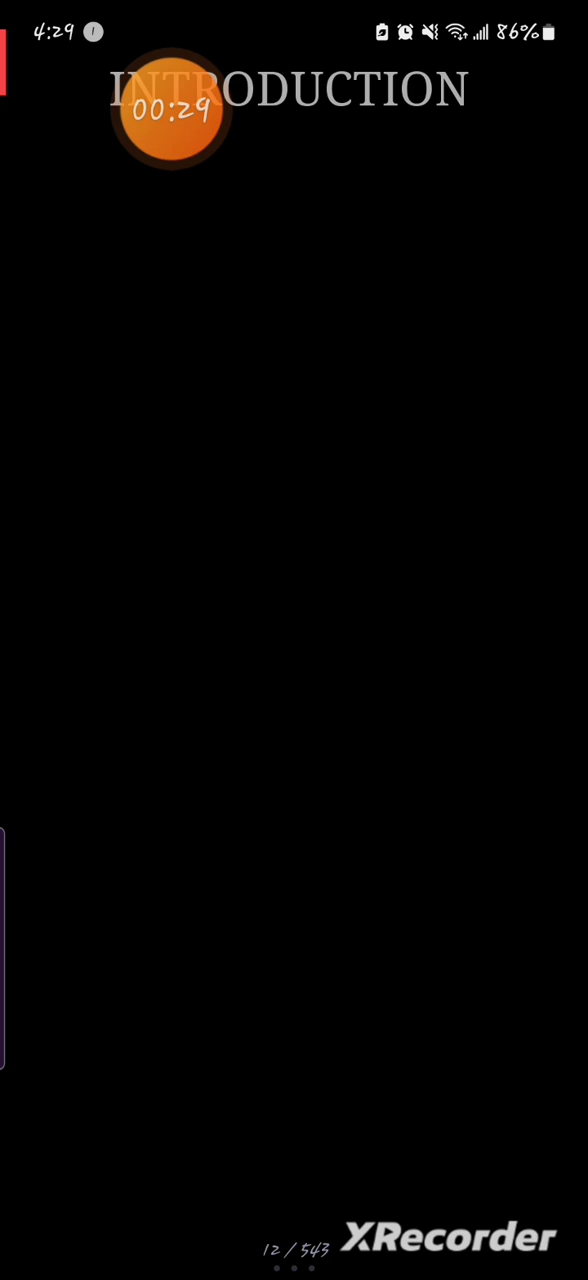 4:29 86%
INTRODUCTION
00:29
12 / 543
XRecorder